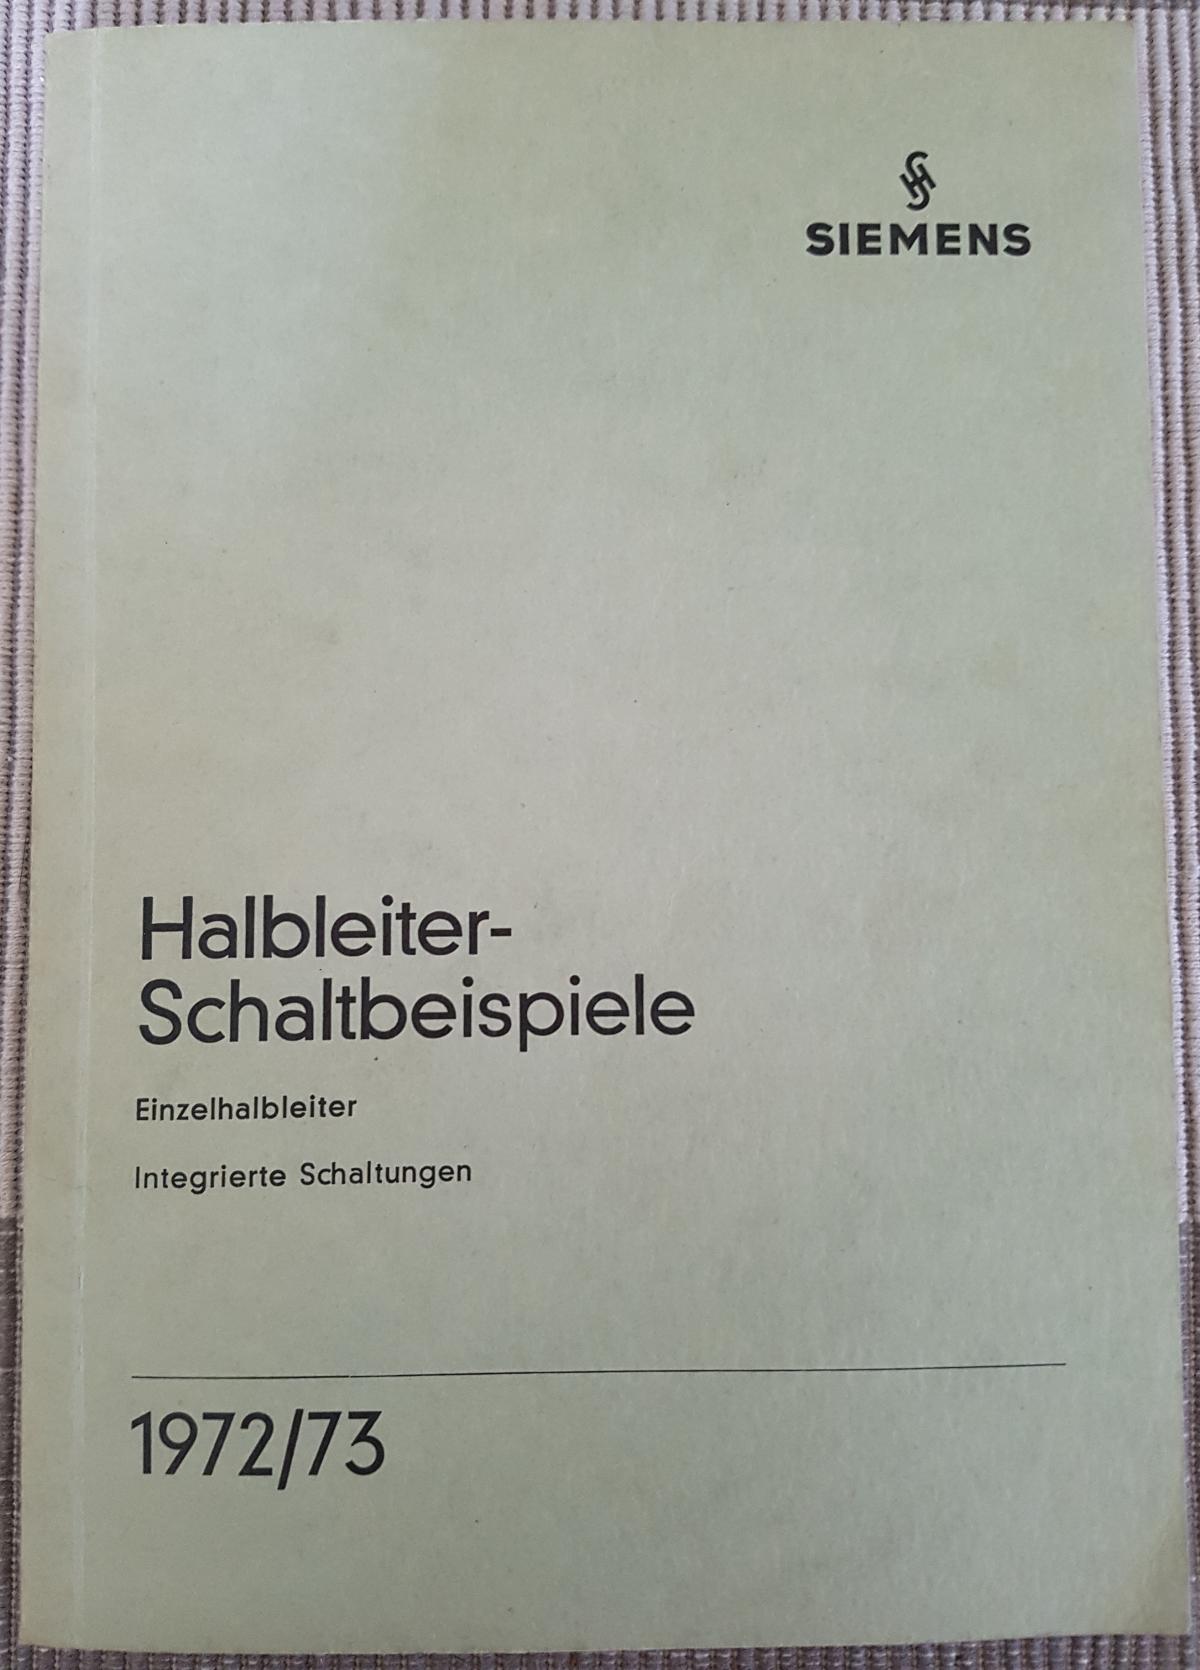 SIEMENS
Halbleiter-
Schaltbeispiele
Einzelhalbleiter
Integrierte Schaltungen
1972/73